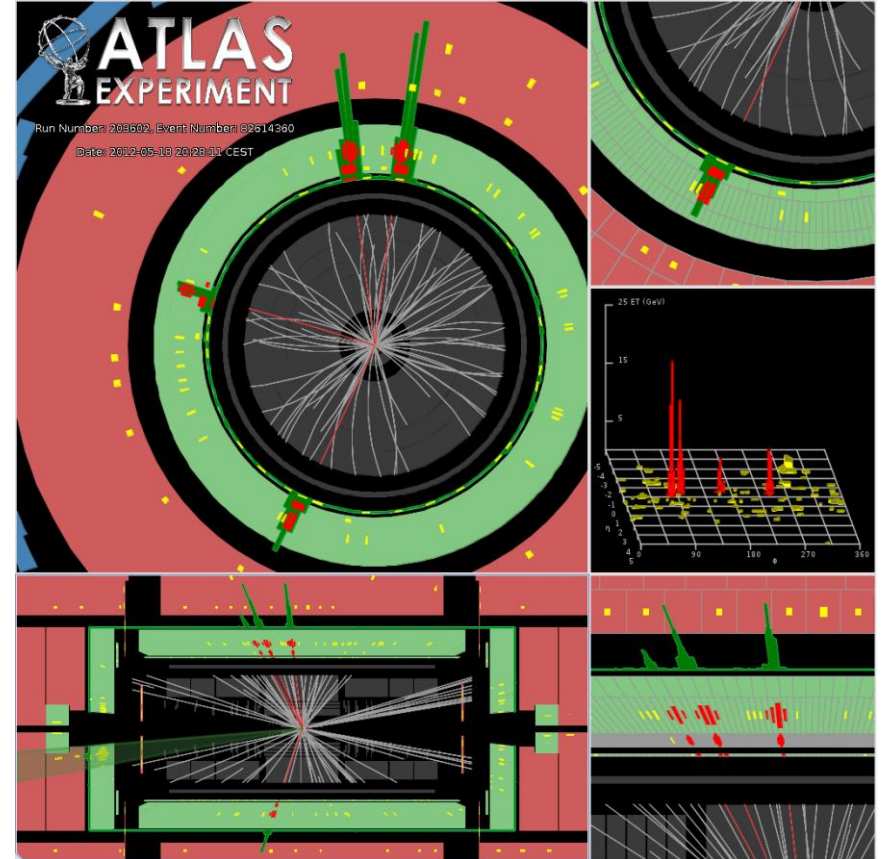 ATLAS
EXPERIMENT
Run Number: 203602, Event Number: 82614360
Date: 2012-05-18 20:28:11 CEST
25 ET (GeV)
15
5
-5
-4
-3
-2
-1
0
1
2
3
4
5
η
0 90 180 270 360
Φ